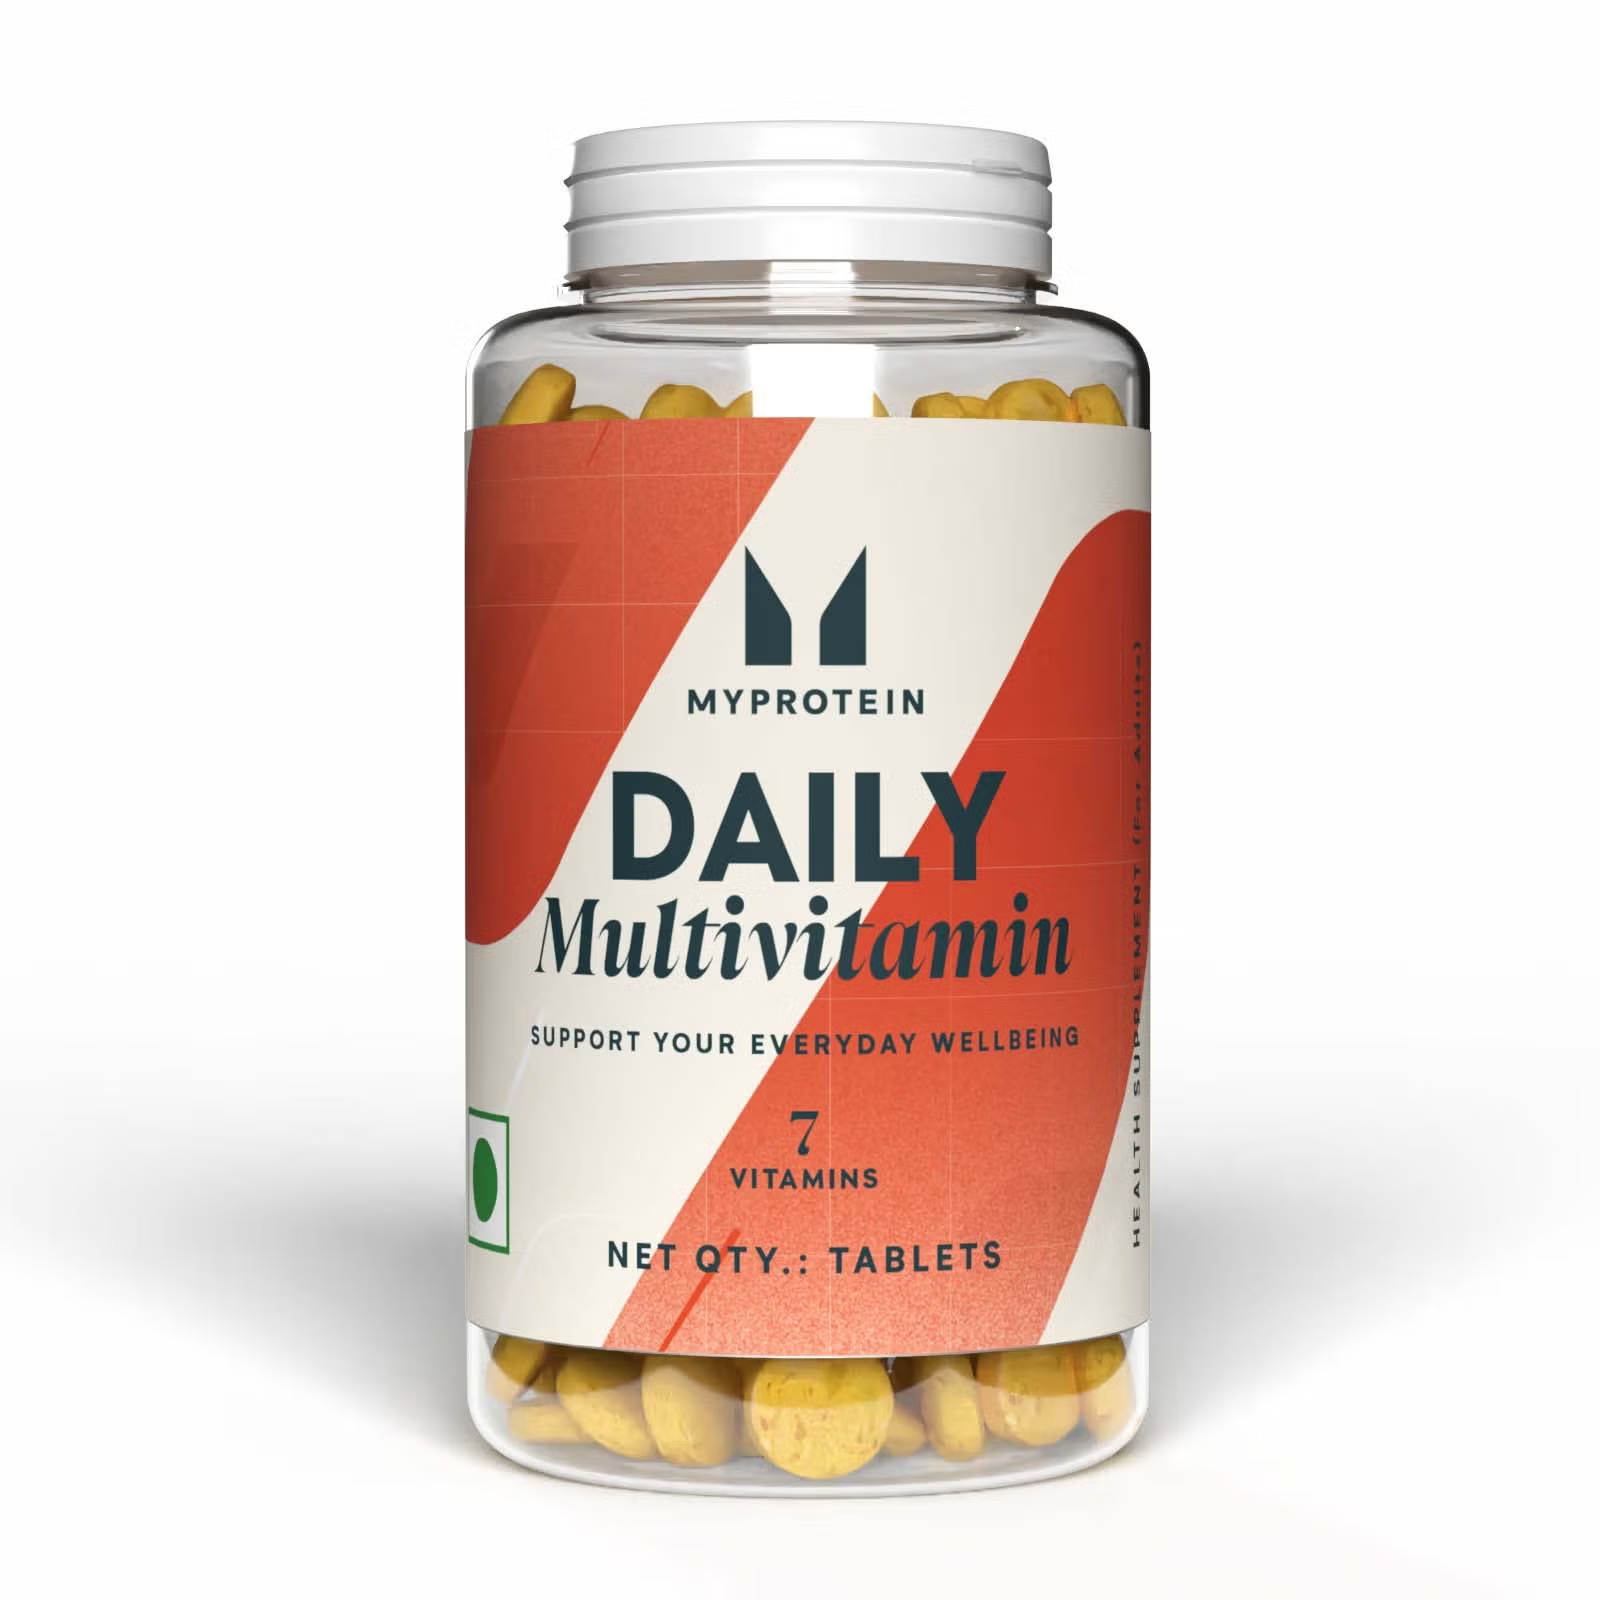 MYPROTEIN
DAILY
Multivitamin
SUPPORT YOUR EVERYDAY WELLBEING
7
VITAMINS
NET QTY.: TABLETS
HEALTH SUPPLEMENT (For Adults)